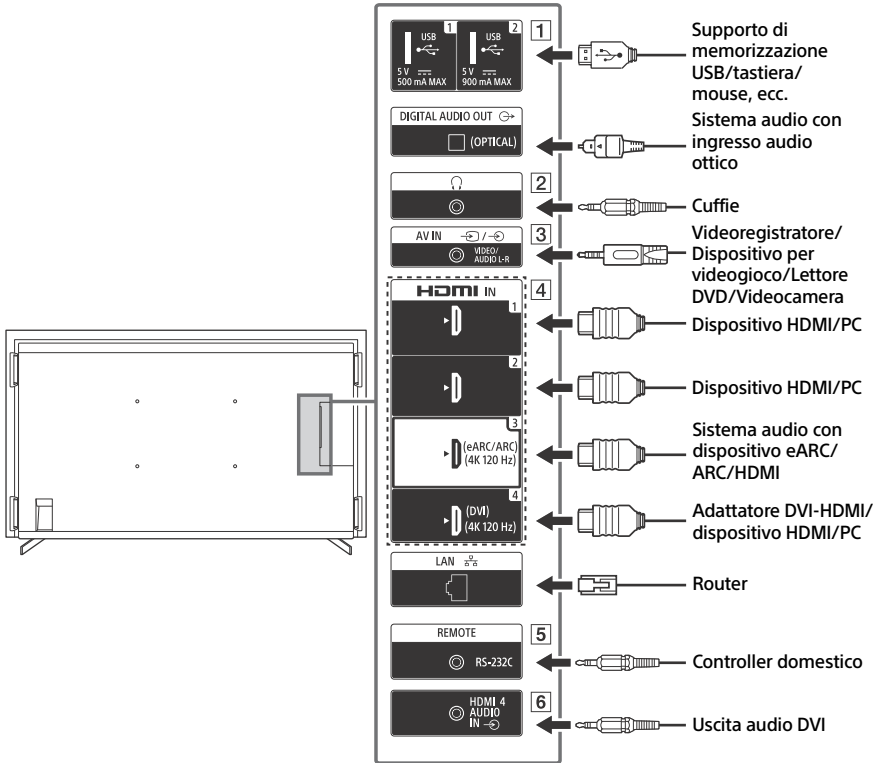 1
USB
5 V
500 mA MAX
2
USB
5 V
900 mA MAX
1
Supporto di
memorizzazione
USB/tastiera/
mouse, ecc.
DIGITAL AUDIO OUT
(OPTICAL)
Sistema audio con
ingresso audio
ottico
2
Cuffie
AV IN /
VIDEO/
AUDIO L-R
3
Videoregistratore/
Dispositivo per
videogioco/Lettore
DVD/Videocamera
HDMI IN
4
1
Dispositivo HDMI/PC
2
Dispositivo HDMI/PC
3
(eARC/ARC)
(4K 120 Hz)
Sistema audio con
dispositivo eARC/
ARC/HDMI
4
(DVI)
(4K 120 Hz)
Adattatore DVI-HDMI/
dispositivo HDMI/PC
LAN
Router
REMOTE
RS-232C
5
Controller domestico
HDMI 4
AUDIO
IN
6
Uscita audio DVI